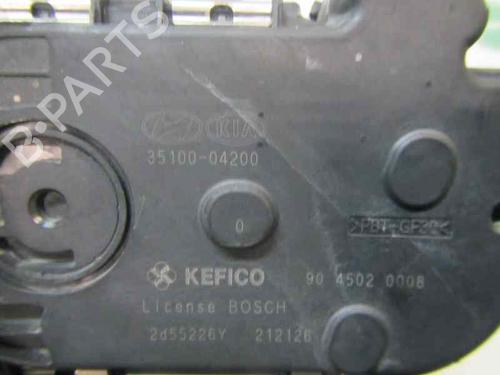 B-PARTS
KIA
35100-04200
0
>PBT-GF30<
KEFICO
90 4502 0008
License BOSCH
2d55226Y 212126